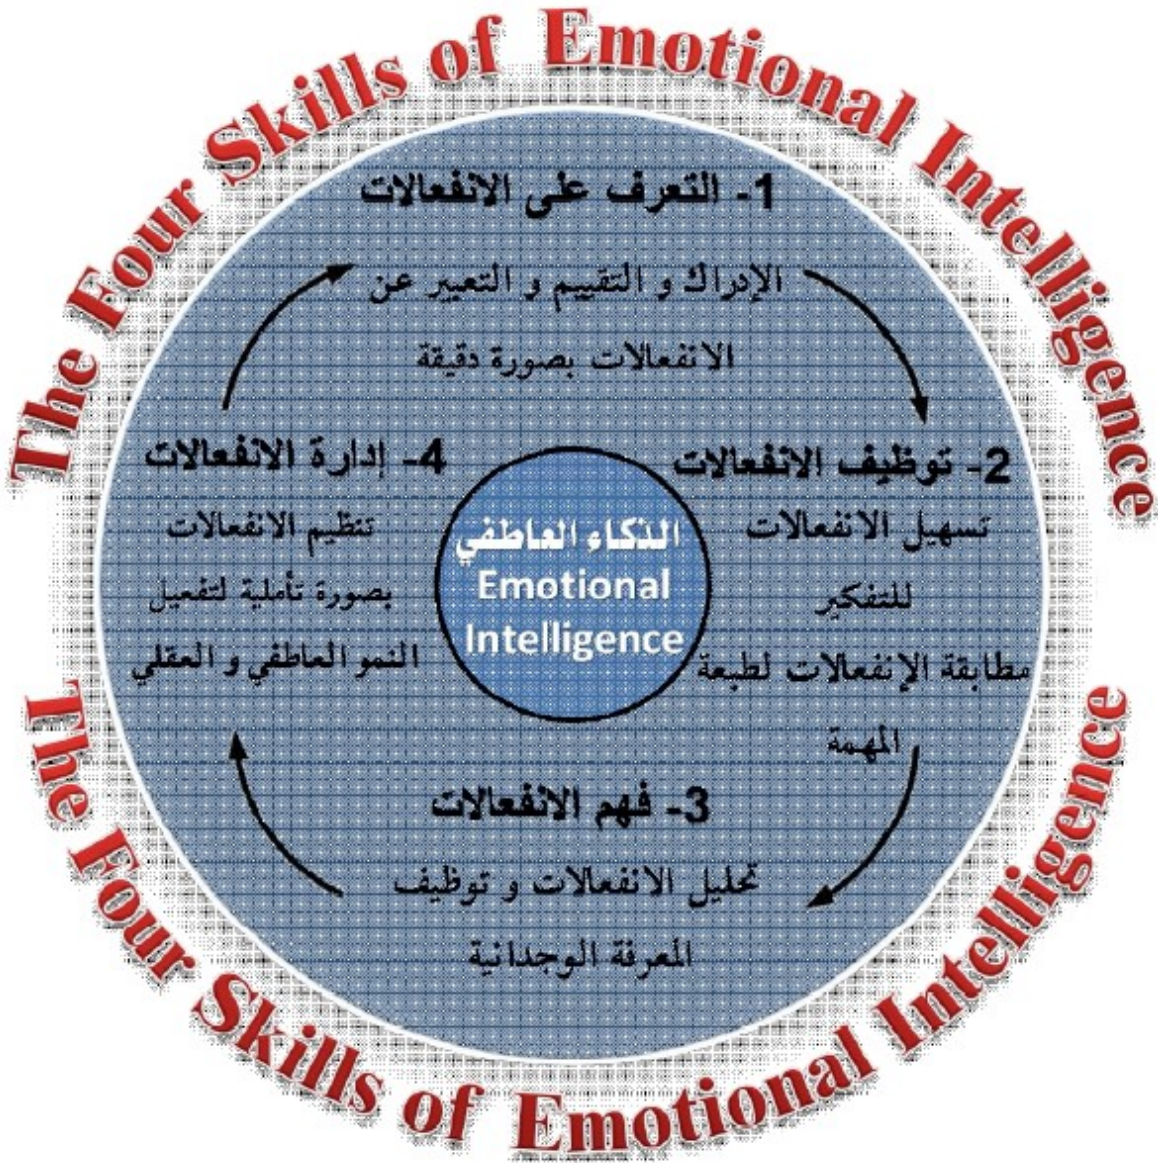 The Four Skills of Emotional Intelligence
1- التعرف على الانفعالات
الإدراك و التقييم و التعبير عن
الانفعالات بصورة دقيقة
2- توظيف الانفعالات
تسهيل الانفعالات
للتفكير
مطابقة الإنفعالات لطبعة
المهمة
3- فهم الانفعالات
تحليل الانفعالات و توظيف
المعرفة الوجدانية
4- إدارة الانفعالات
تنظيم الانفعالات
بصورة تأملية لتفعيل
النمو العاطفي و العقلي
الذكاء العاطفي
Emotional
Intelligence
The Four Skills of Emotional Intelligence